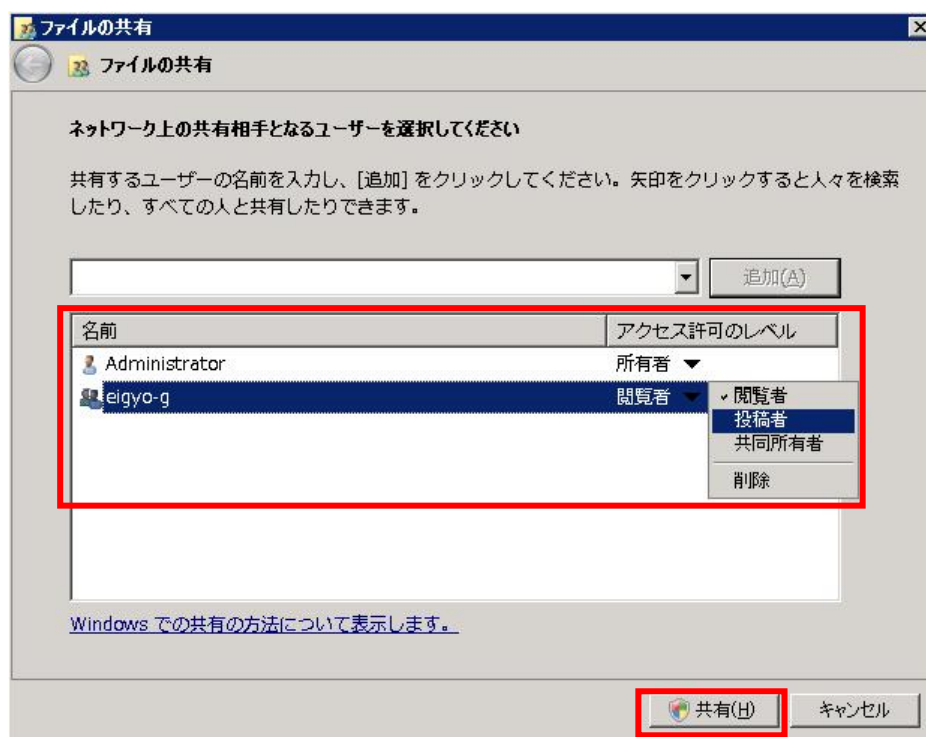 ファイルの共有
ファイルの共有
ネットワーク上の共有相手となるユーザーを選択してください
共有するユーザーの名前を入力し、[追加] をクリックしてください。矢印をクリックすると人々を検索
したり、すべての人と共有したりできます。
追加(A)
名前 アクセス許可のレベル
Administrator 所有者
eigyo-g 閲覧者
閲覧者
投稿者
共同所有者
削除
Windows での共有の方法について表示します。
共有(H) キャンセル